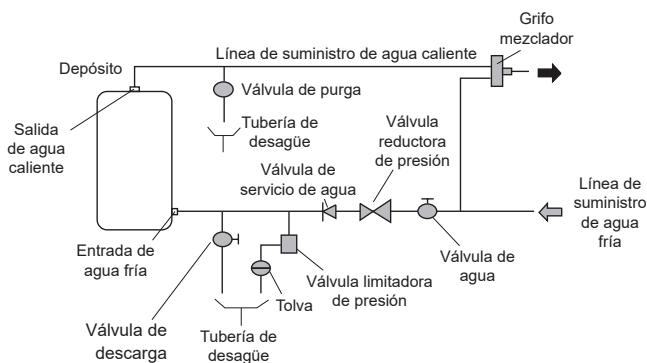 Grifo
mezclador
Línea de suministro de agua caliente
Depósito
Válvula de purga
Salida
de agua
caliente
Tubería de
desagüe
Válvula
reductora
de presión
Válvula de
servicio de agua
Línea de
suministro
de agua
fría
Entrada de
agua fría
Válvula de
agua
Válvula limitadora
de presión
Tolva
Válvula de
descarga
Tubería de
desagüe